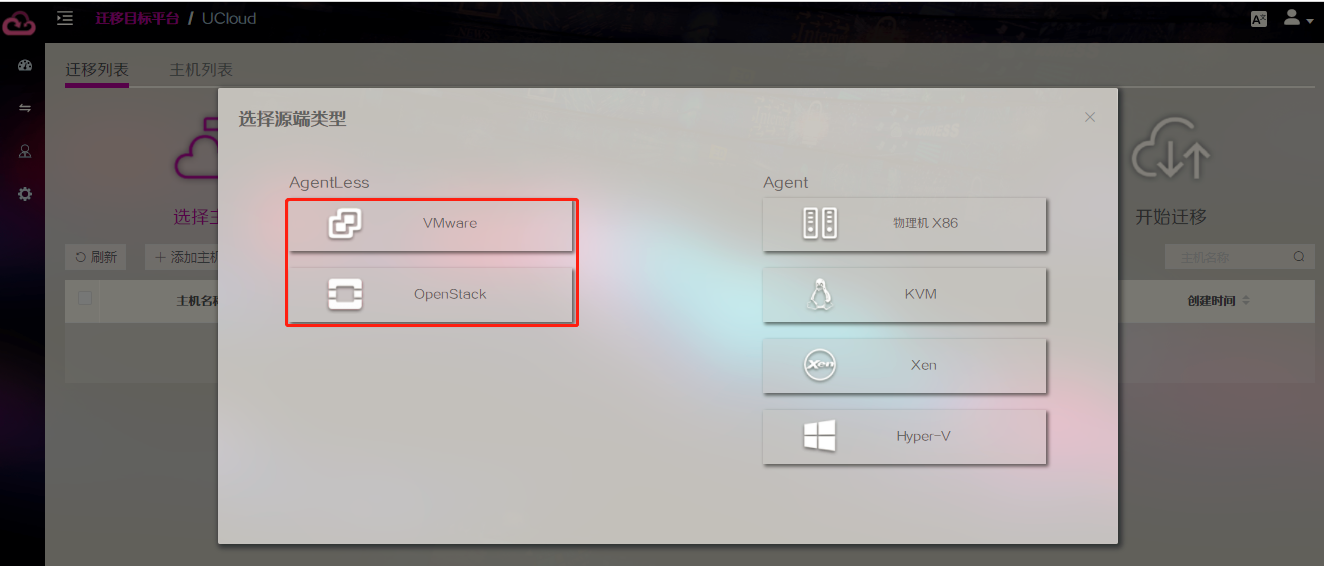 迁移目标平台 / UCloud
迁移列表 主机列表
选择源端类型
AgentLess
VMware
OpenStack
Agent
物理机 X86
KVM
Xen
Hyper-V
选择主
开始迁移
刷新
+ 添加主机
主机名称
主机名称
创建时间